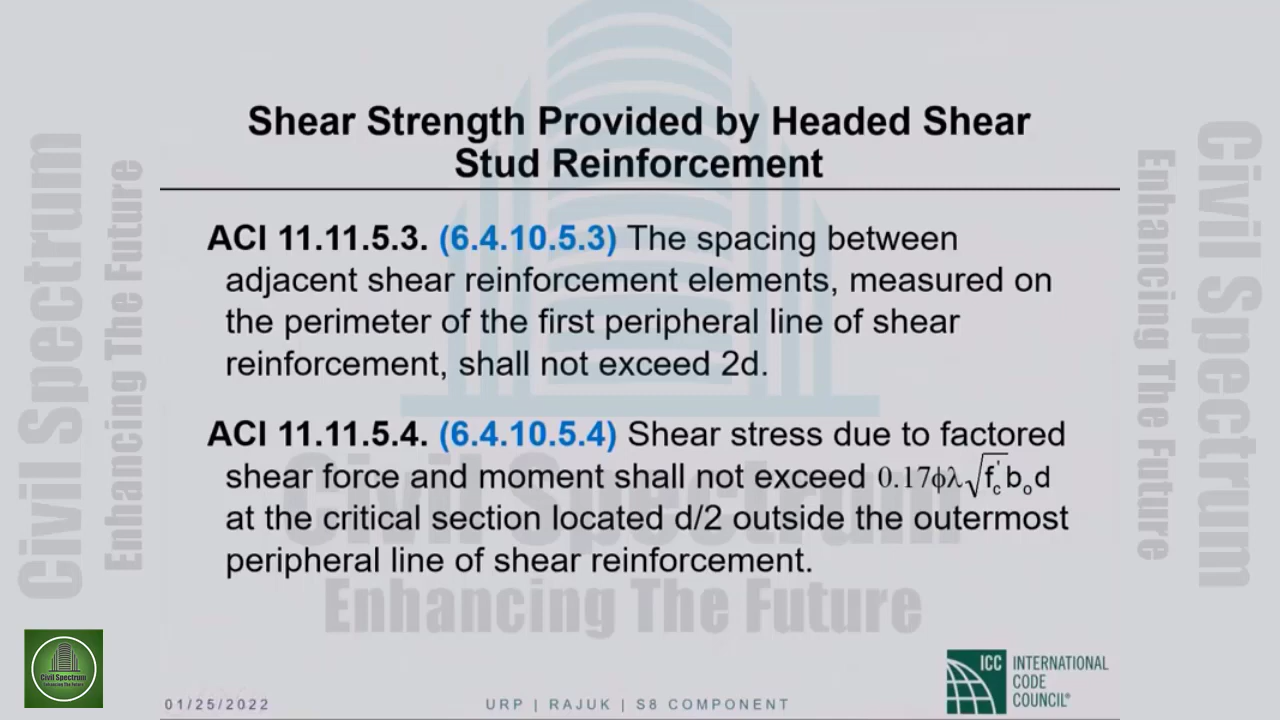 Shear Strength Provided by Headed Shear
Stud Reinforcement
ACI 11.11.5.3. (6.4.10.5.3) The spacing between
adjacent shear reinforcement elements, measured on
the perimeter of the first peripheral line of shear
reinforcement, shall not exceed 2d.
ACI 11.11.5.4. (6.4.10.5.4) Shear stress due to factored
shear force and moment shall not exceed 0.17ϕλ√f'c bod
at the critical section located d/2 outside the outermost
peripheral line of shear reinforcement.
Civil Spectrum
Enhancing The Future
Civil Spectrum
Enhancing The Future
Civil Spectrum
Enhancing The Future
Civil Spectrum
Enhancing The Future
01/25/2022
URP | RAJUK | S8 COMPONENT
ICC
INTERNATIONAL
CODE
COUNCIL®